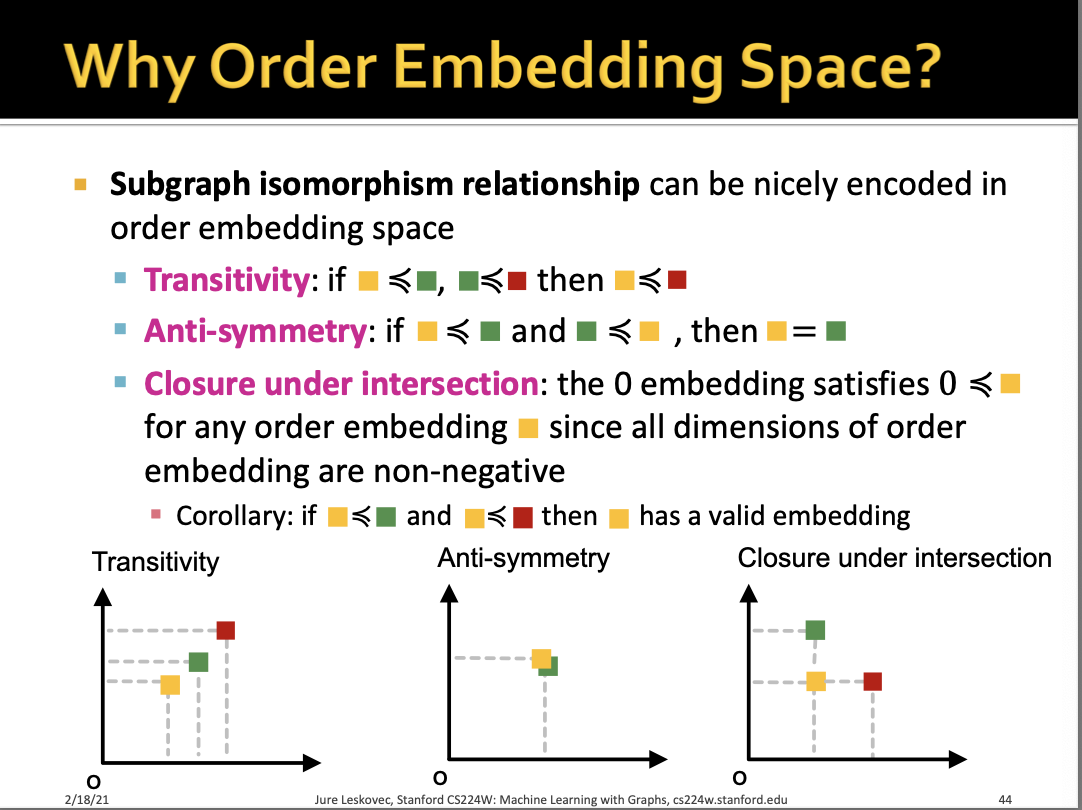 Why Order Embedding Space?
Subgraph isomorphism relationship can be nicely encoded in
order embedding space
Transitivity: if ≼ , ≼ then ≼
Anti-symmetry: if ≼ and ≼ , then =
Closure under intersection: the 0 embedding satisfies 0 ≼
for any order embedding since all dimensions of order
embedding are non-negative
Corollary: if ≼ and ≼ then has a valid embedding
Transitivity
Anti-symmetry
Closure under intersection
O
O
O
2/18/21
Jure Leskovec, Stanford CS224W: Machine Learning with Graphs, cs224w.stanford.edu
44